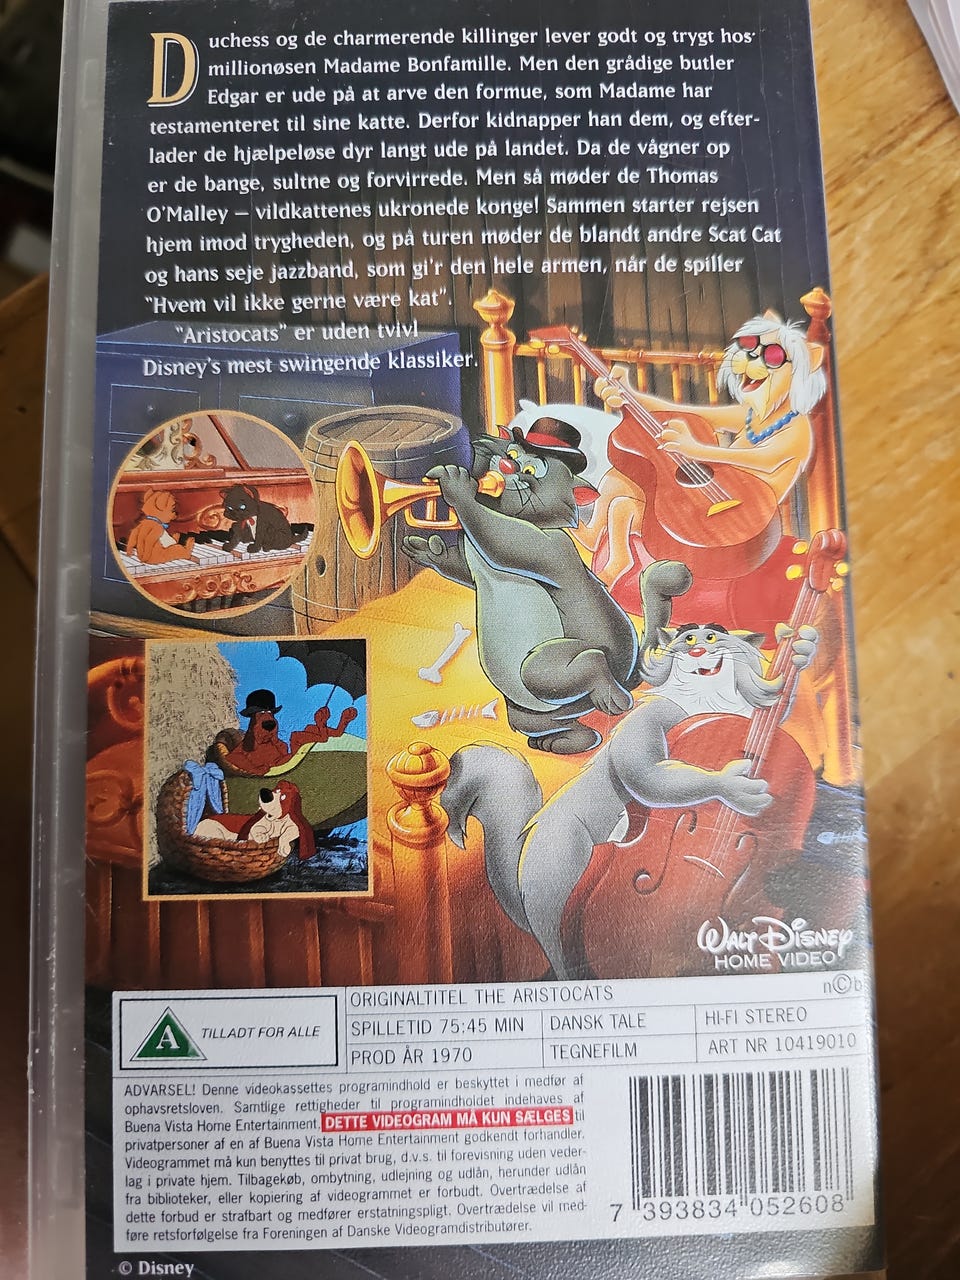 Duchess og de charmerende killinger lever godt og trygt hos
millionøsen Madame Bonfamille. Men den grådige butler
Edgar er ude på at arve den formue, som Madame har
testamenteret til sine katte. Derfor kidnapper han dem, og efter-
lader de hjælpeløse dyr langt ude på landet. Da de vågner op
er de bange, sultne og forvirrede. Men så møder de Thomas
O'Malley – vildkattenes ukronede konge! Sammen starter rejsen
hjem imod trygheden, og på turen møder de blandt andre Scat Cat
og hans seje jazzband, som gi'r den hele armen, når de spiller
"Hvem vil ikke gerne være kat".
"Aristocats" er uden tvivl
Disney's mest swingende klassiker.
WALT DISNEY
HOME VIDEO
n©b
A TILLADT FOR ALLE
ORIGINALTITEL THE ARISTOCATS
SPILLETID 75:45 MIN DANSK TALE HI-FI STEREO
PROD ÅR 1970 TEGNEFILM ART NR 10419010
ADVARSEL! Denne videokassettes programindhold er beskyttet i medfør af
ophavsretsloven. Samtlige rettigheder til programindholdet indehaves af
Buena Vista Home Entertainment. DETTE VIDEOGRAM MÅ KUN SÆLGES til
privatpersoner af en af Buena Vista Home Entertainment godkendt forhandler.
Videogrammet må kun benyttes til privat brug, d.v.s. til forevisning uden veder-
lag i private hjem. Tilbagekøb, ombytning, udlejning og udlån, herunder udlån
fra biblioteker, eller kopiering af videogrammet er forbudt. Overtrædelse af
dette forbud er strafbart og medfører erstatningspligt. Overtrædelse vil med-
føre retsforfølgelse fra Foreningen af Danske Videogramdistributører.
7 393834 052608
© Disney